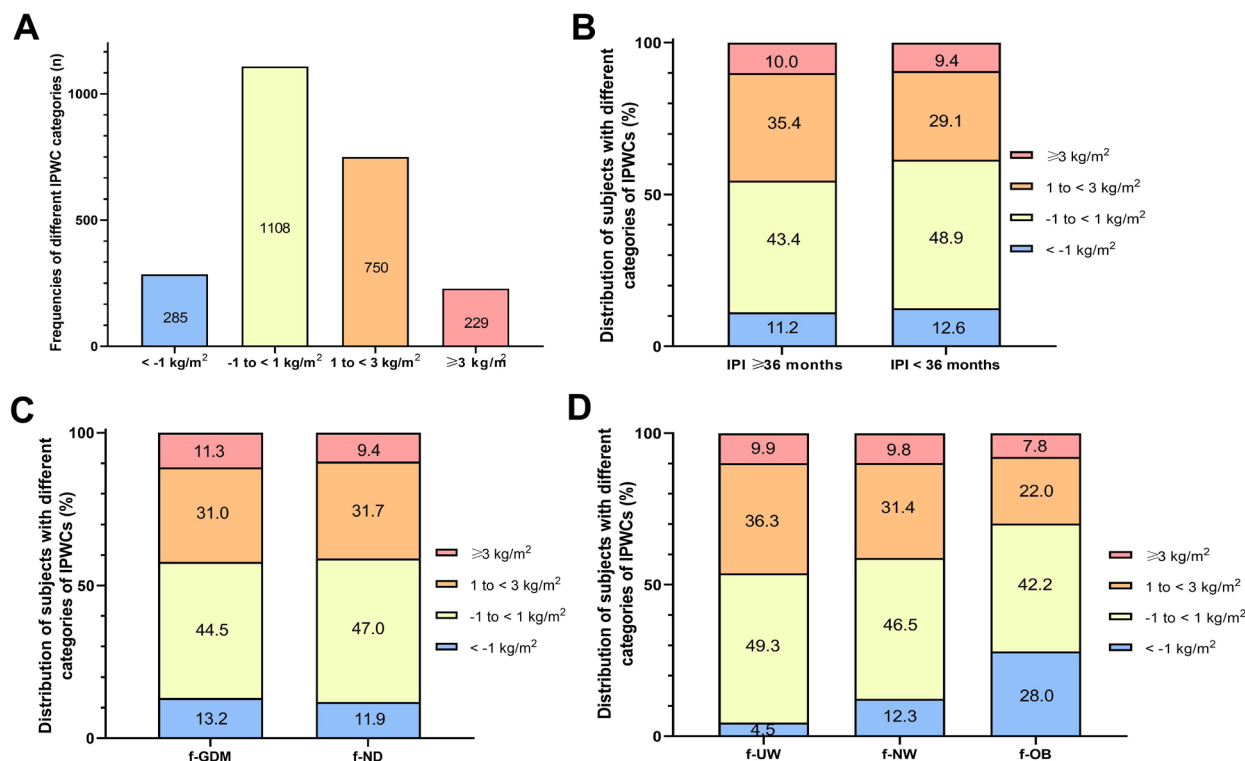 A
Frequencies of different IPWC categories (n)
1000
500
0
285
1108
750
229
< -1 kg/m²
-1 to < 1 kg/m²
1 to < 3 kg/m²
⩾3 kg/m²
B
Distribution of subjects with different
categories of IPWCs (%)
100
50
0
10.0
35.4
43.4
11.2
9.4
29.1
48.9
12.6
IPI ⩾36 months
IPI < 36 months
⩾3 kg/m²
1 to < 3 kg/m²
-1 to < 1 kg/m²
< -1 kg/m²
C
Distribution of subjects with different
categories of IPWCs (%)
100
50
0
11.3
31.0
44.5
13.2
9.4
31.7
47.0
11.9
f-GDM
f-ND
⩾3 kg/m²
1 to < 3 kg/m²
-1 to < 1 kg/m²
< -1 kg/m²
D
Distribution of subjects with different
categories of IPWCs (%)
100
50
0
9.9
36.3
49.3
4.5
9.8
31.4
46.5
12.3
7.8
22.0
42.2
28.0
f-UW
f-NW
f-OB
⩾3 kg/m²
1 to < 3 kg/m²
-1 to < 1 kg/m²
< -1 kg/m²